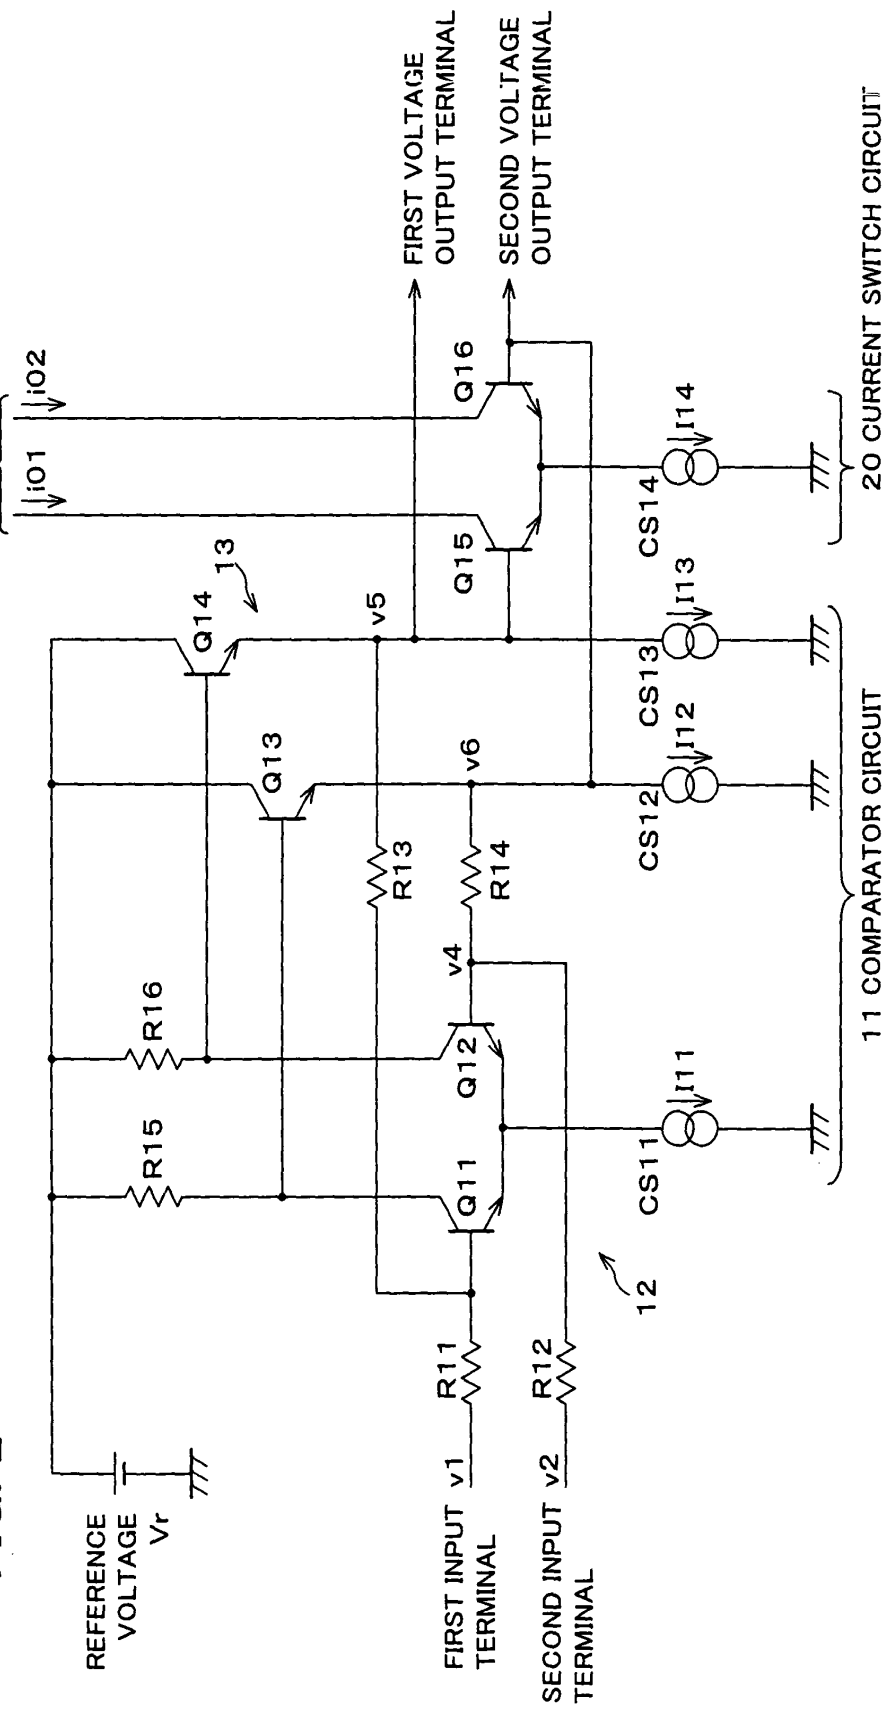 REFERENCE
VOLTAGE
Vr
FIRST INPUT
TERMINAL
v1
SECOND INPUT
TERMINAL
v2
R11
R12
12
R15
R16
Q11
Q12
v4
R13
R14
Q13
Q14
13
v5
v6
CS11
I11
CS12
I12
CS13
I13
CS14
I14
Q15
Q16
i01
i02
FIRST VOLTAGE
OUTPUT TERMINAL
SECOND VOLTAGE
OUTPUT TERMINAL
11 COMPARATOR CIRCUIT
20 CURRENT SWITCH CIRCUIT